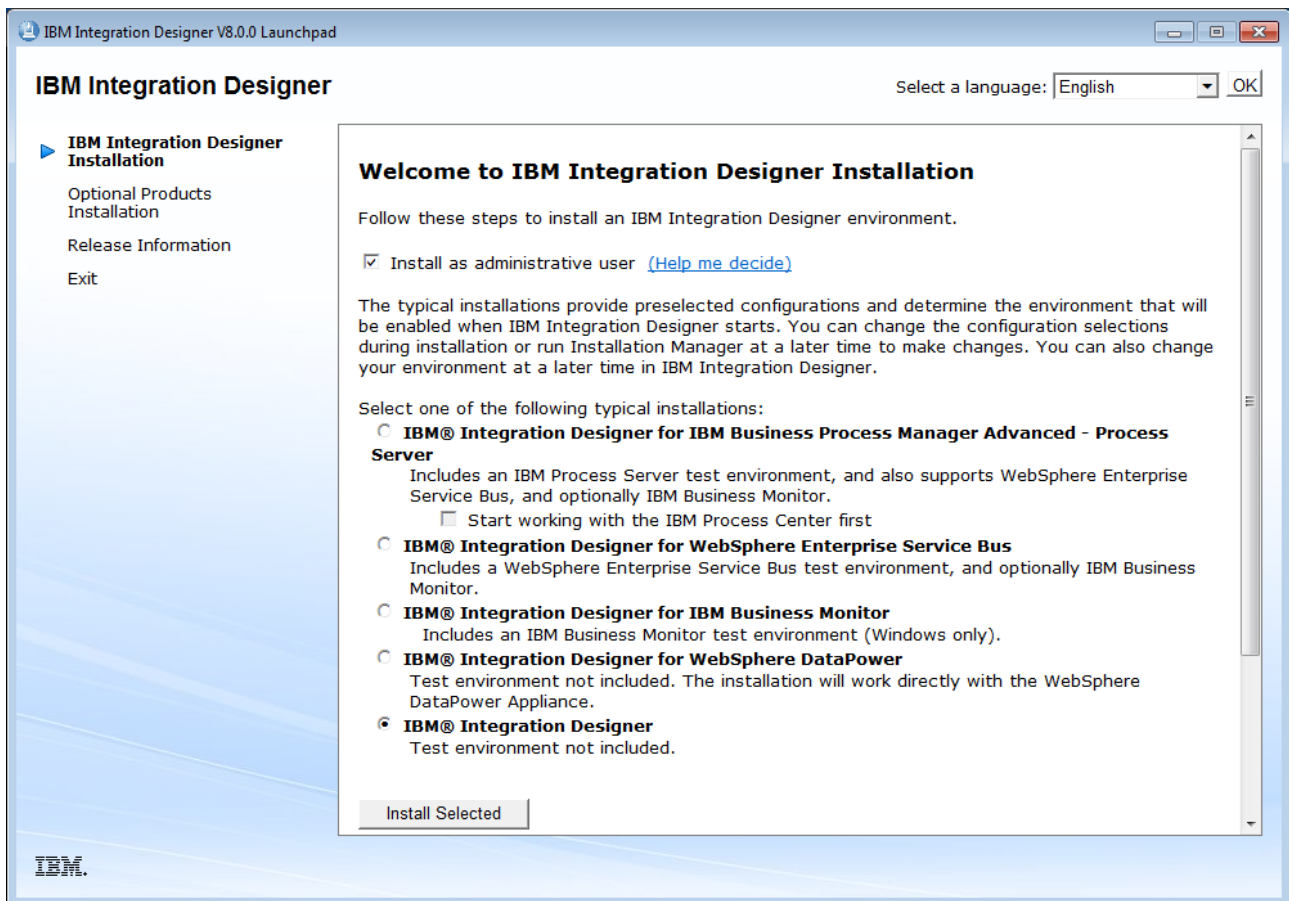 IBM Integration Designer V8.0.0 Launchpad
IBM Integration Designer
Select a language: English OK
IBM Integration Designer
Installation
Optional Products
Installation
Release Information
Exit
Welcome to IBM Integration Designer Installation
Follow these steps to install an IBM Integration Designer environment.
Install as administrative user (Help me decide)
The typical installations provide preselected configurations and determine the environment that will
be enabled when IBM Integration Designer starts. You can change the configuration selections
during installation or run Installation Manager at a later time to make changes. You can also change
your environment at a later time in IBM Integration Designer.
Select one of the following typical installations:
IBM® Integration Designer for IBM Business Process Manager Advanced - Process
Server
Includes an IBM Process Server test environment, and also supports WebSphere Enterprise
Service Bus, and optionally IBM Business Monitor.
Start working with the IBM Process Center first
IBM® Integration Designer for WebSphere Enterprise Service Bus
Includes a WebSphere Enterprise Service Bus test environment, and optionally IBM Business
Monitor.
IBM® Integration Designer for IBM Business Monitor
Includes an IBM Business Monitor test environment (Windows only).
IBM® Integration Designer for WebSphere DataPower
Test environment not included. The installation will work directly with the WebSphere
DataPower Appliance.
IBM® Integration Designer
Test environment not included.
Install Selected
IBM.